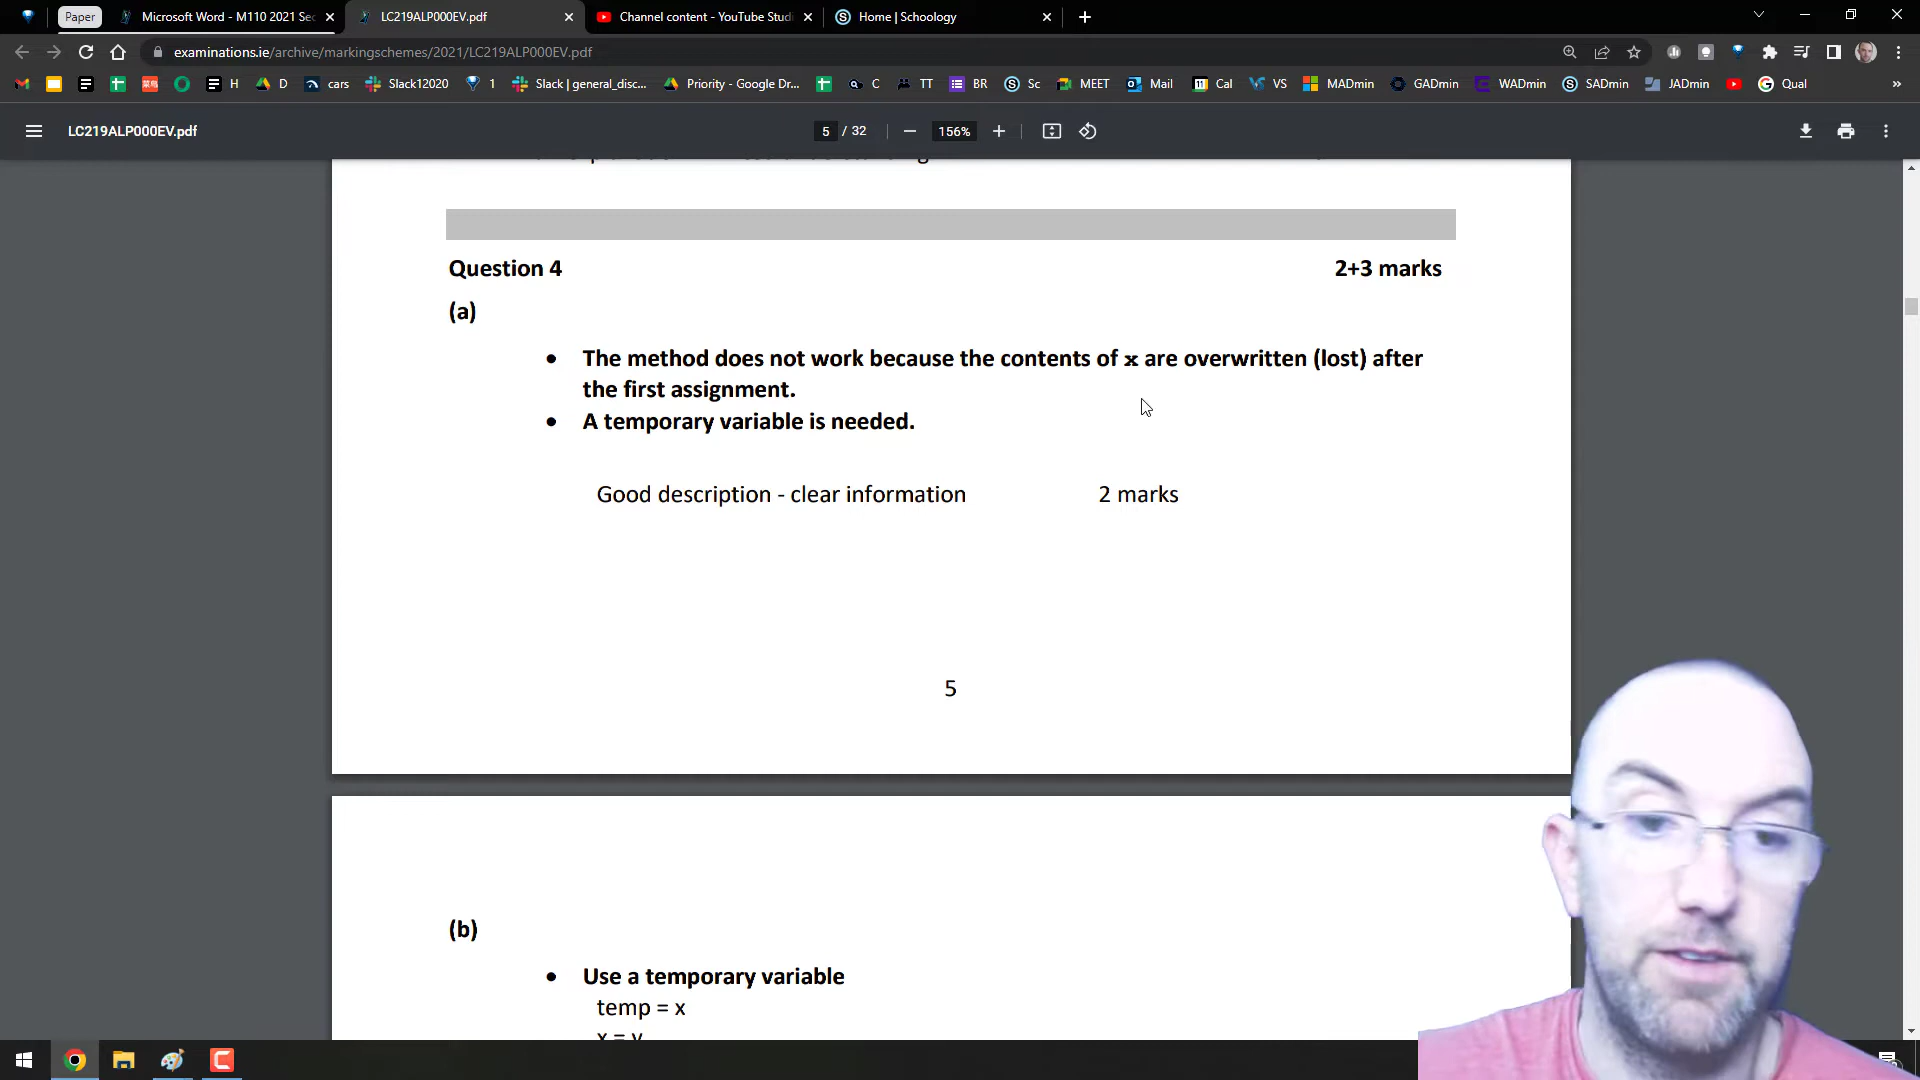 Paper
Microsoft Word - M110 2021 Sec
LC219ALP000EV.pdf
Channel content - YouTube Studi
Home | Schoology
examinations.ie/archive/markingschemes/2021/LC219ALP000EV.pdf
H
D
cars
Slack12020
1
Slack | general_disc...
Priority - Google Dr...
C
TT
BR
Sc
MEET
Mail
Cal
VS
MAdmin
GADmin
WADmin
SADmin
JADmin
Qual
»
LC219ALP000EV.pdf
5 / 32
156%
Question 4
2+3 marks
(a)
• The method does not work because the contents of x are overwritten (lost) after
the first assignment.
• A temporary variable is needed.
Good description - clear information
2 marks
5
(b)
• Use a temporary variable
temp = x
x = y